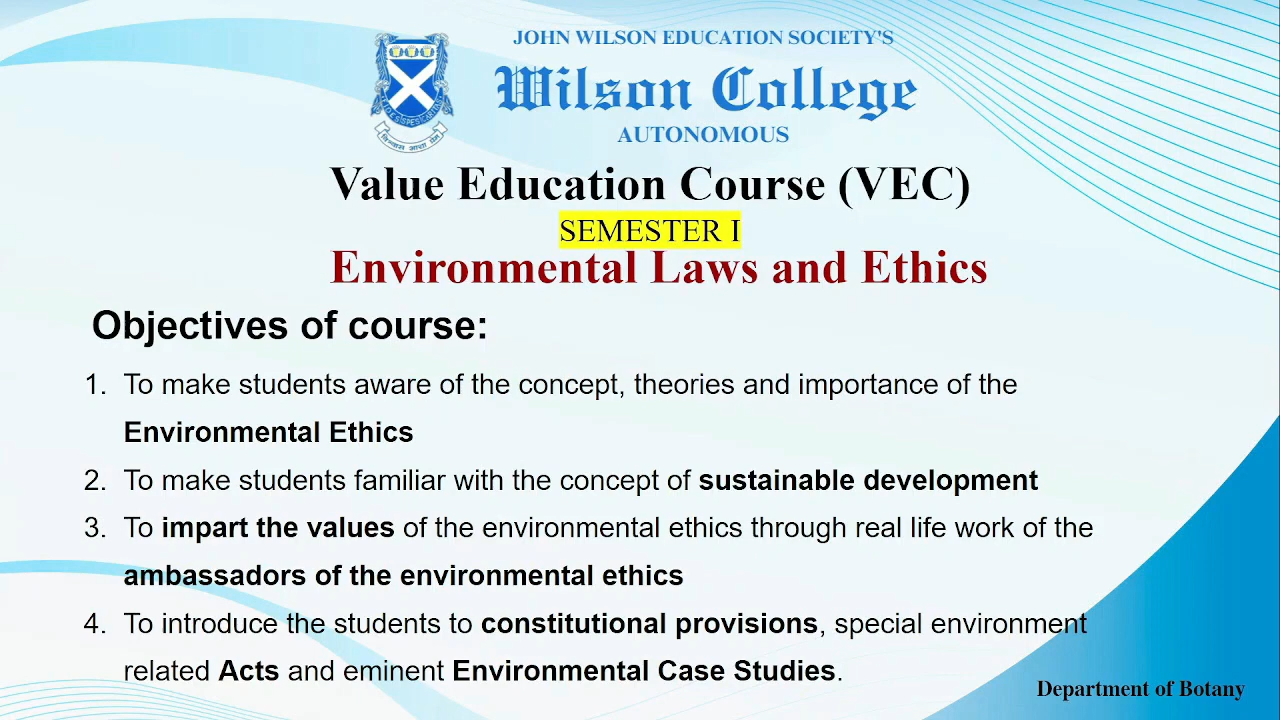 JOHN WILSON EDUCATION SOCIETY'S
Wilson College
AUTONOMOUS
Value Education Course (VEC)
SEMESTER I
Environmental Laws and Ethics
Objectives of course:
1. To make students aware of the concept, theories and importance of the
Environmental Ethics
2. To make students familiar with the concept of sustainable development
3. To impart the values of the environmental ethics through real life work of the
ambassadors of the environmental ethics
4. To introduce the students to constitutional provisions, special environment
related Acts and eminent Environmental Case Studies.
Department of Botany